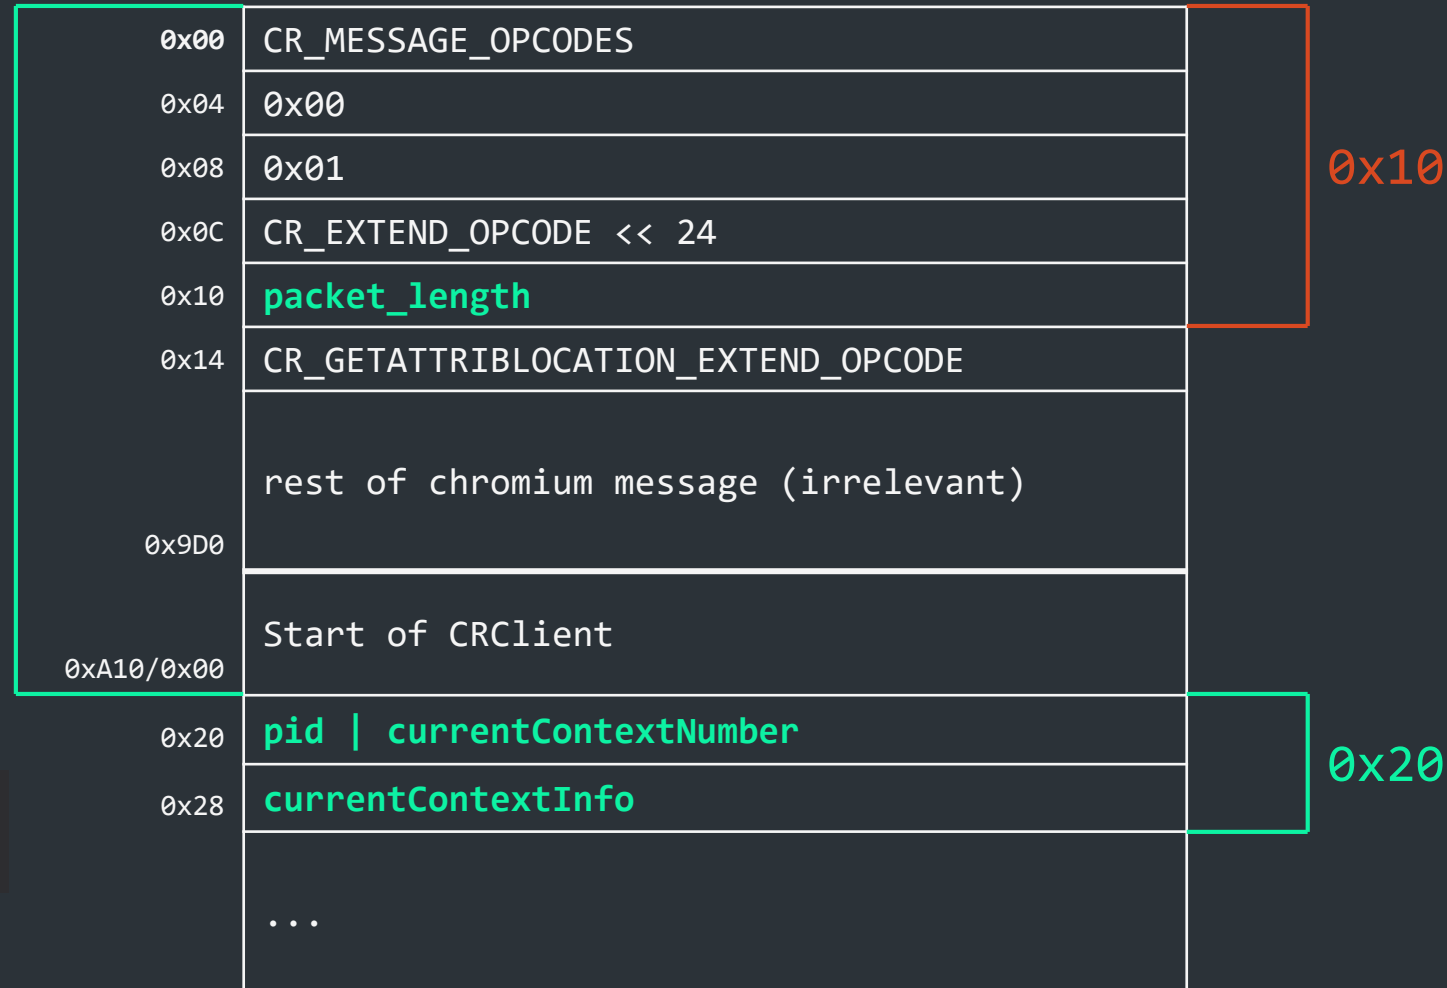 0x00 CR_MESSAGE_OPCODES
0x04 0x00
0x08 0x01
0x10
0x0C CR_EXTEND_OPCODE << 24
0x10 packet_length
0x14 CR_GETATTRIBLOCATION_EXTEND_OPCODE
rest of chromium message (irrelevant)
0x9D0
Start of CRClient
0xA10/0x00
0x20 pid | currentContextNumber
0x20
0x28 currentContextInfo
...